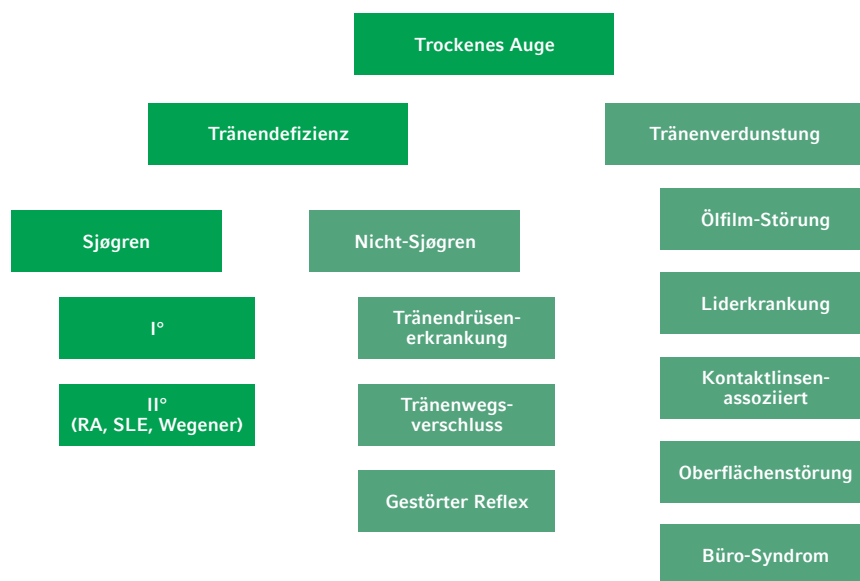 Trockenes Auge
Tränendefizienz
Tränenverdunstung
Sjøgren
Nicht-Sjøgren
Ölfilm-Störung
I°
Tränendrüsen-
erkrankung
Liderkrankung
II°
(RA, SLE, Wegener)
Tränenwegs-
verschluss
Kontaktlinsen-
assoziiert
Gestörter Reflex
Oberflächenstörung
Büro-Syndrom